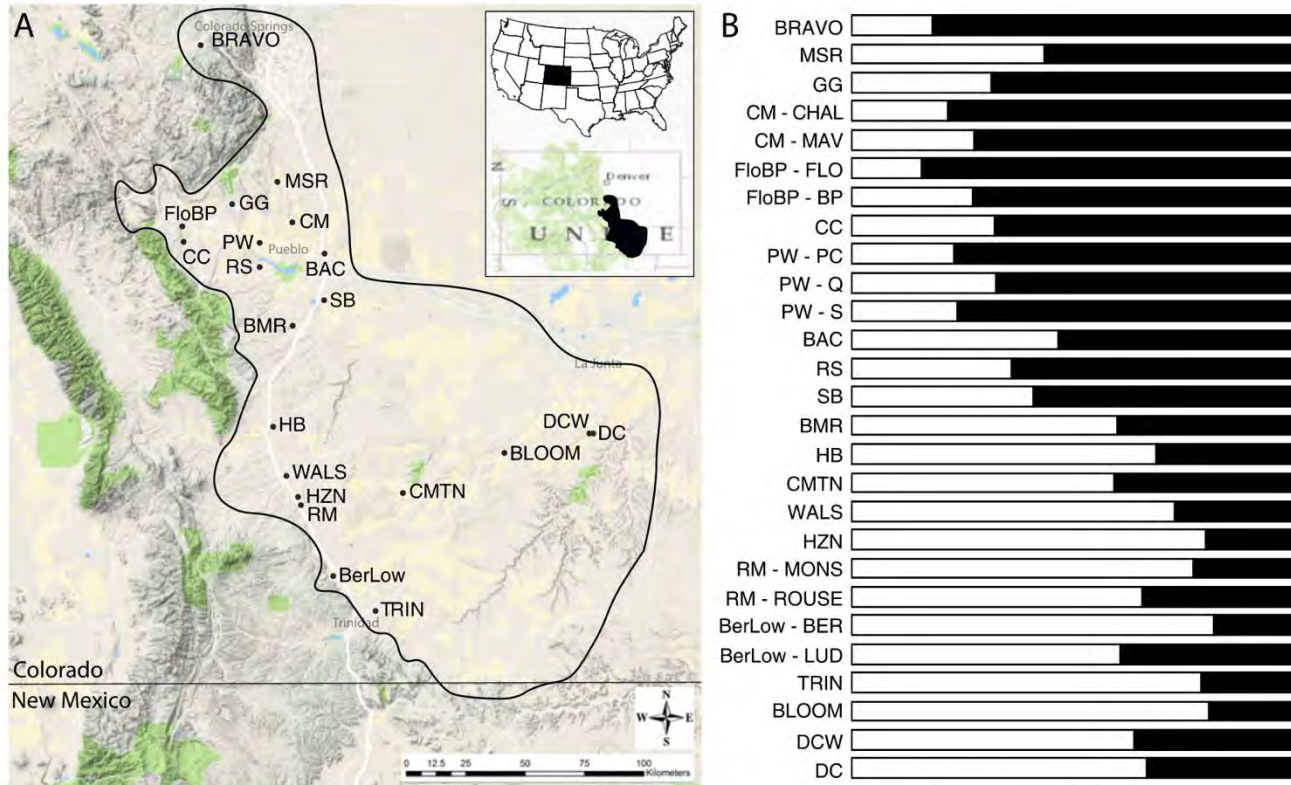 A
Colorado Springs
BRAVO
MSR
GG
CM
FloBP
CC
PW
Pueblo
RS
BAC
SB
BMR
La Junta
HB
DCW
DC
BLOOM
WALS
HZN
RM
CMTN
BerLow
TRIN
Trinidad
Colorado
New Mexico
Denver
COLORADO
S
UN
E
N
W E
S
0 12.5 25 50 75 100
Kilometers
B
BRAVO
MSR
GG
CM - CHAL
CM - MAV
FloBP - FLO
FloBP - BP
CC
PW - PC
PW - Q
PW - S
BAC
RS
SB
BMR
HB
CMTN
WALS
HZN
RM - MONS
RM - ROUSE
BerLow - BER
BerLow - LUD
TRIN
BLOOM
DCW
DC